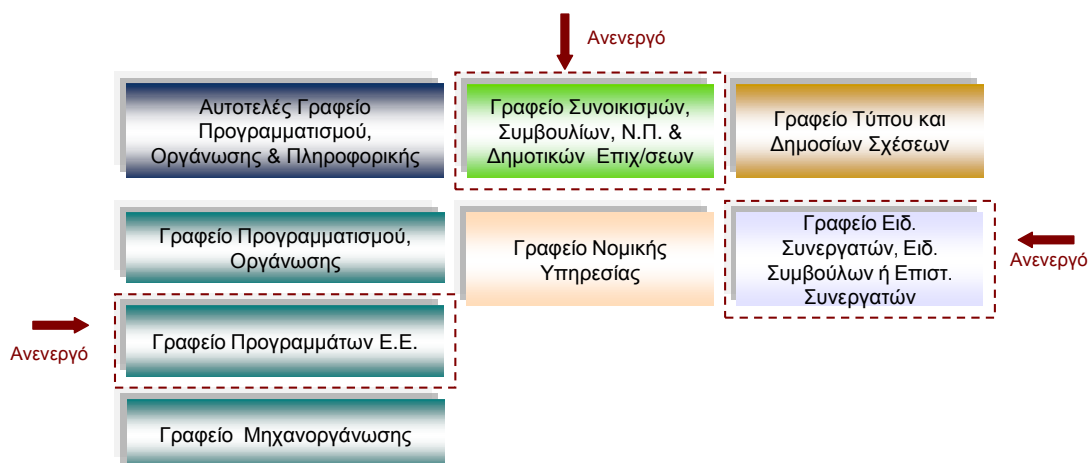 Ανενεργό
Αυτοτελές Γραφείο
Προγραμματισμού,
Οργάνωσης & Πληροφορικής
Γραφείο Συνοικισμών,
Συμβουλίων, Ν.Π. &
Δημοτικών Επιχ/σεων
Γραφείο Τύπου και
Δημοσίων Σχέσεων
Γραφείο Προγραμματισμού,
Οργάνωσης
Γραφείο Νομικής
Υπηρεσίας
Γραφείο Ειδ.
Συνεργατών, Ειδ.
Συμβούλων ή Επιστ.
Συνεργατών
Ανενεργό
Ανενεργό
Γραφείο Προγραμμάτων Ε.Ε.
Γραφείο Μηχανοργάνωσης